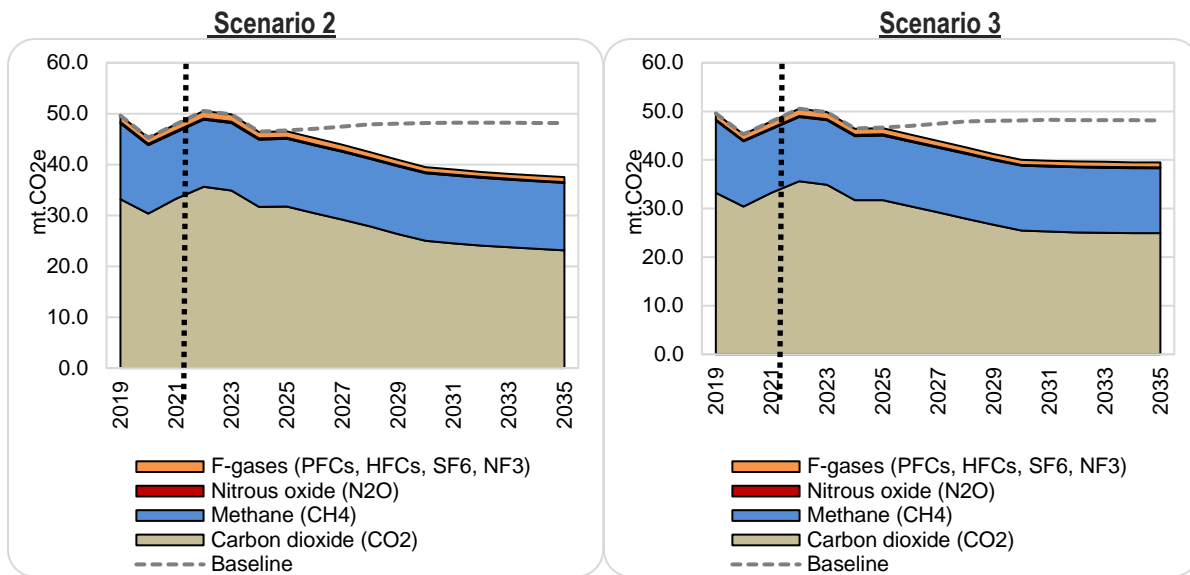 Scenario 2
60.0
50.0
40.0
30.0
20.0
10.0
0.0
mt.CO2e
2019
2021
2023
2025
2027
2029
2031
2033
2035
F-gases (PFCs, HFCs, SF6, NF3)
Nitrous oxide (N2O)
Methane (CH4)
Carbon dioxide (CO2)
Baseline
Scenario 3
60.0
50.0
40.0
30.0
20.0
10.0
0.0
mt.CO2e
2019
2021
2023
2025
2027
2029
2031
2033
2035
F-gases (PFCs, HFCs, SF6, NF3)
Nitrous oxide (N2O)
Methane (CH4)
Carbon dioxide (CO2)
Baseline